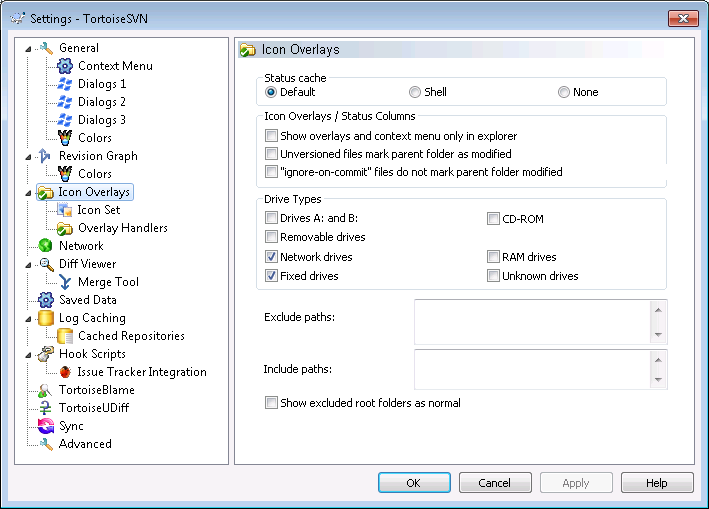 Settings - TortoiseSVN
General
Context Menu
Dialogs 1
Dialogs 2
Dialogs 3
Colors
Revision Graph
Colors
Icon Overlays
Icon Set
Overlay Handlers
Network
Diff Viewer
Merge Tool
Saved Data
Log Caching
Cached Repositories
Hook Scripts
Issue Tracker Integration
TortoiseBlame
TortoiseUDiff
Sync
Advanced
Icon Overlays
Status cache
Default Shell None
Icon Overlays / Status Columns
Show overlays and context menu only in explorer
Unversioned files mark parent folder as modified
"ignore-on-commit" files do not mark parent folder modified
Drive Types
Drives A: and B: CD-ROM
Removable drives
Network drives RAM drives
Fixed drives Unknown drives
Exclude paths:
Include paths:
Show excluded root folders as normal
OK Cancel Apply Help